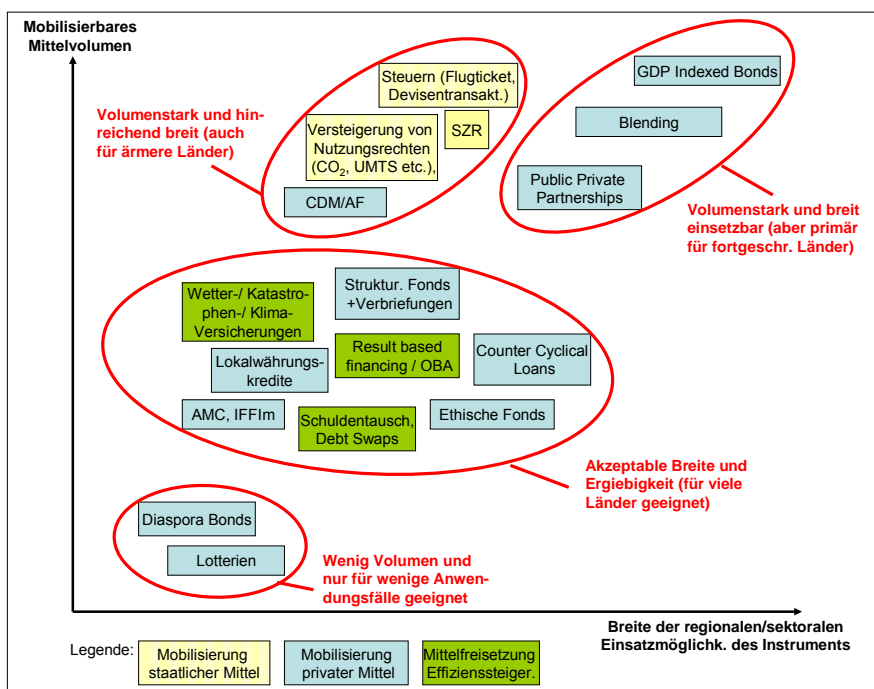 Mobilisierbares
Mittelvolumen
Steuern (Flugticket,
Devisentransakt.)
GDP Indexed Bonds
Volumenstark und hin-
reichend breit (auch
für ärmere Länder)
Versteigerung von
Nutzungsrechten
(CO2, UMTS etc.),
SZR
Blending
CDM/AF
Public Private
Partnerships
Volumenstark und breit
einsetzbar (aber primär
für fortgeschr. Länder)
Wetter-/ Katastro-
phen-/ Klima-
Versicherungen
Struktur. Fonds
+Verbriefungen
Lokalwährungs-
kredite
Result based
financing / OBA
Counter Cyclical
Loans
AMC, IFFIm
Schuldentausch,
Debt Swaps
Ethische Fonds
Akzeptable Breite und
Ergiebigkeit (für viele
Länder geeignet)
Diaspora Bonds
Lotterien
Wenig Volumen und
nur für wenige Anwen-
dungsfälle geeignet
Breite der regionalen/sektoralen
Einsatzmöglichk. des Instruments
Legende:
Mobilisierung
staatlicher Mittel
Mobilisierung
privater Mittel
Mittelfreisetzung
Effizienssteiger.